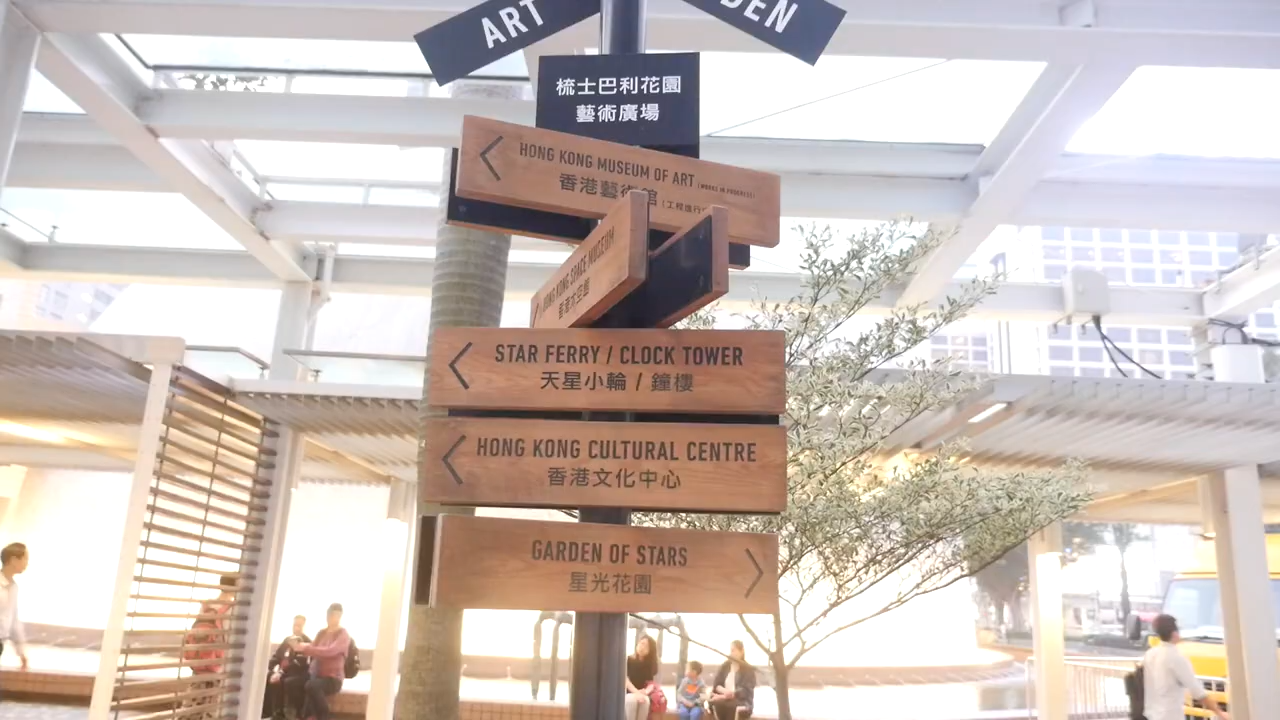 ART
DEN
梳士巴利花園
藝術廣場
HONG KONG MUSEUM OF ART (WORKS IN PROGRESS)
香港藝術館 (工程進行
HONG KONG SPACE MUSEUM
香港太空館
STAR FERRY / CLOCK TOWER
天星小輪 / 鐘樓
HONG KONG CULTURAL CENTRE
香港文化中心
GARDEN OF STARS
星光花園